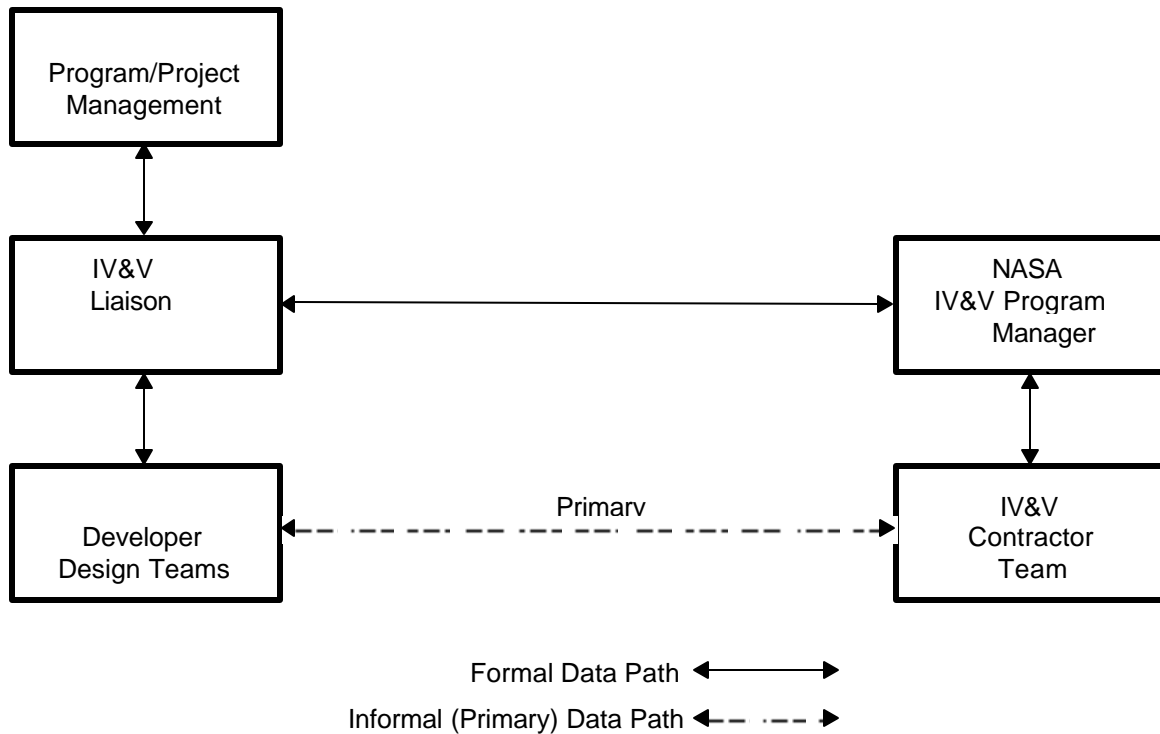 Program/Project
Management
IV&V
Liaison
NASA
IV&V Program
Manager
Primary
Developer
Design Teams
IV&V
Contractor
Team
Formal Data Path
Informal (Primary) Data Path